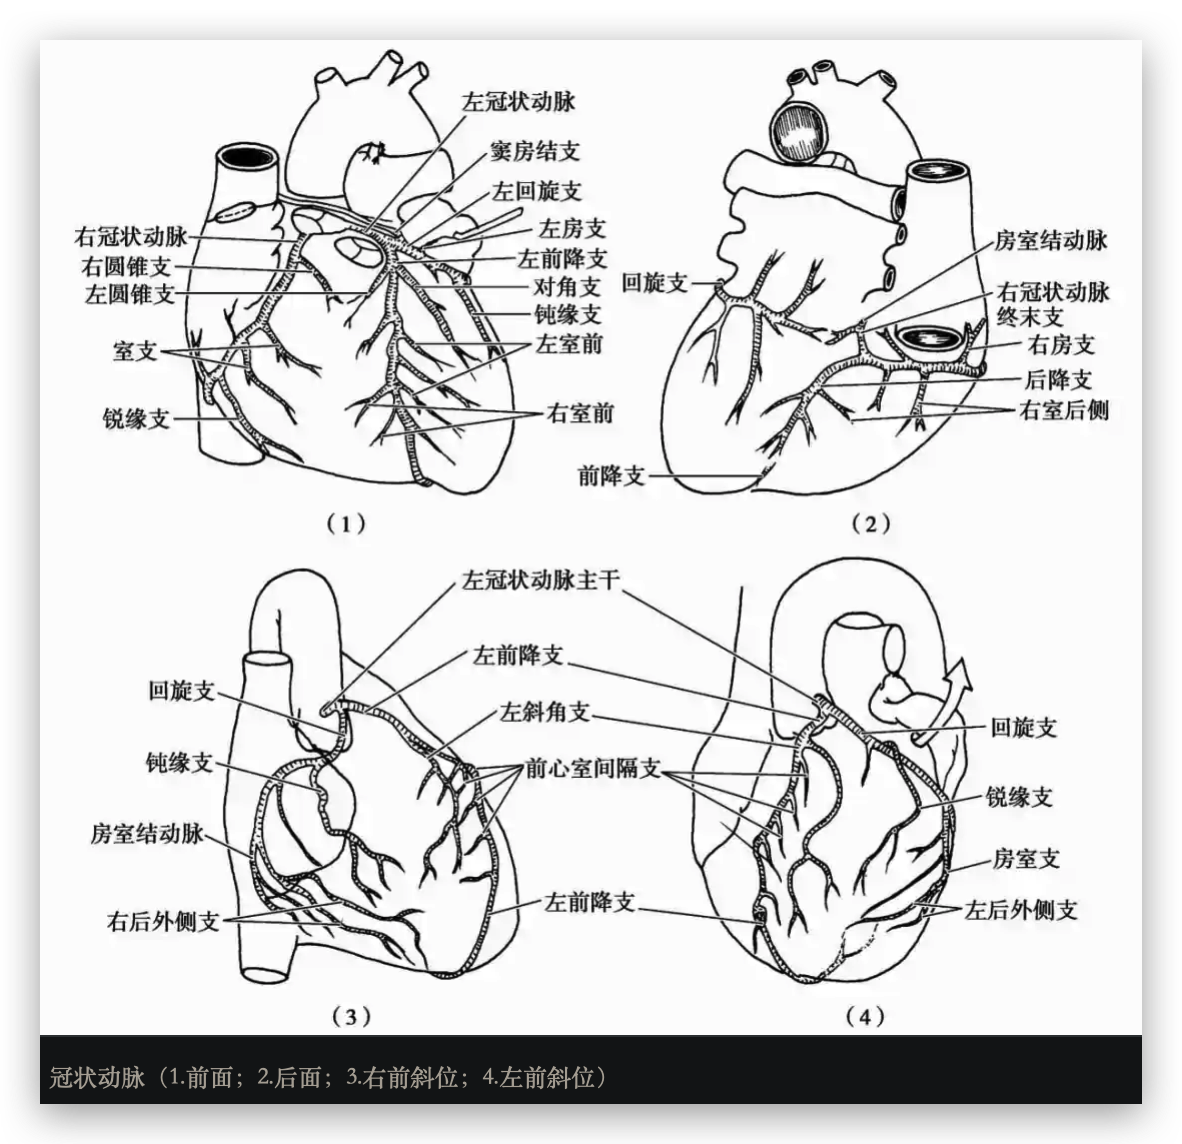 左冠状动脉
窦房结支
左回旋支
左房支
左前降支
对角支
钝缘支
左室前
右室前
右冠状动脉
右圆锥支
左圆锥支
室支
锐缘支
(1)
房室结动脉
右冠状动脉
终末支
右房支
后降支
右室后侧
回旋支
前降支
(2)
左冠状动脉主干
左前降支
左斜角支
前心室间隔支
左前降支
回旋支
钝缘支
房室结动脉
右后外侧支
(3)
回旋支
锐缘支
房室支
左后外侧支
(4)
冠状动脉（1.前面；2.后面；3.右前斜位；4.左前斜位）